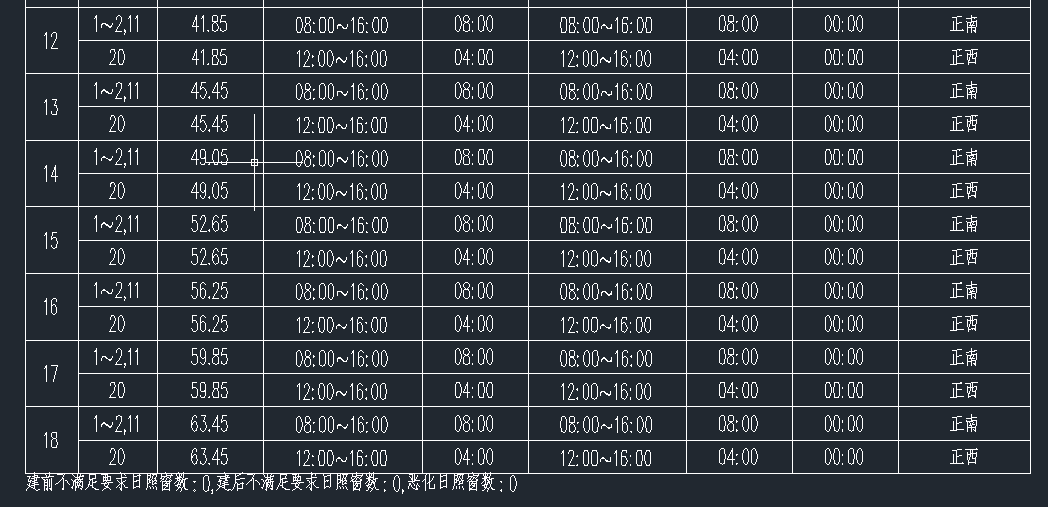 12 1~2,11 41.85 08:00~16:00 08:00 08:00~16:00 08:00 00:00 正南
20 41.85 12:00~16:00 04:00 12:00~16:00 04:00 00:00 正西
13 1~2,11 45.45 08:00~16:00 08:00 08:00~16:00 08:00 00:00 正南
20 45.45 12:00~16:00 04:00 12:00~16:00 04:00 00:00 正西
14 1~2,11 49.05 08:00~16:00 08:00 08:00~16:00 08:00 00:00 正南
20 49.05 12:00~16:00 04:00 12:00~16:00 04:00 00:00 正西
15 1~2,11 52.65 08:00~16:00 08:00 08:00~16:00 08:00 00:00 正南
20 52.65 12:00~16:00 04:00 12:00~16:00 04:00 00:00 正西
16 1~2,11 56.25 08:00~16:00 08:00 08:00~16:00 08:00 00:00 正南
20 56.25 12:00~16:00 04:00 12:00~16:00 04:00 00:00 正西
17 1~2,11 59.85 08:00~16:00 08:00 08:00~16:00 08:00 00:00 正南
20 59.85 12:00~16:00 04:00 12:00~16:00 04:00 00:00 正西
18 1~2,11 63.45 08:00~16:00 08:00 08:00~16:00 08:00 00:00 正南
20 63.45 12:00~16:00 04:00 12:00~16:00 04:00 00:00 正西
建前不满足要求日照窗数:0,建后不满足要求日照窗数:0,恶化日照窗数:0